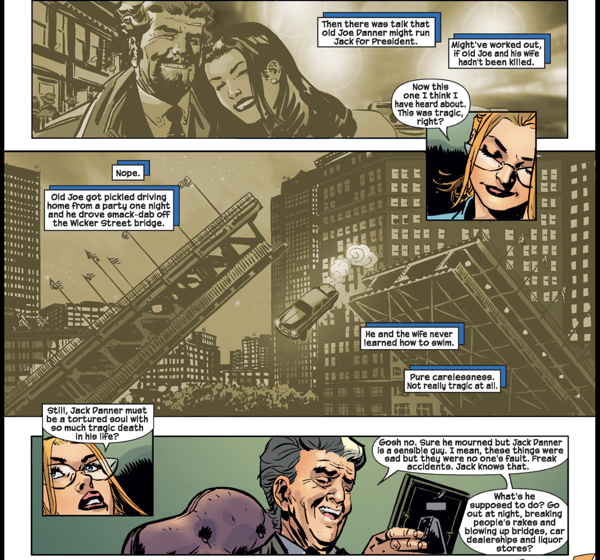 Then there was talk that
old Joe Danner might run
Jack for President.
Might've worked out,
if old Joe and his wife
hadn't been killed.
Now this
one I think I
have heard about.
This was tragic,
right?
Nope.
Old Joe got pickled driving
home from a party one night
and he drove smack-dab off
the Wicker Street bridge.
He and the wife never
learned how to swim.
Pure carelessness.
Not really tragic at all.
Still, Jack Danner must
be a tortured soul with
so much tragic death
in his life?
Gosh no. Sure he mourned but Jack Danner
is a sensible guy. I mean, these things were
sad but they were no one's fault. Freak
accidents. Jack knows that.
What's he
supposed to do? Go
out at night, breaking
people's rakes and
blowing up bridges, car
dealerships and liquor
stores?